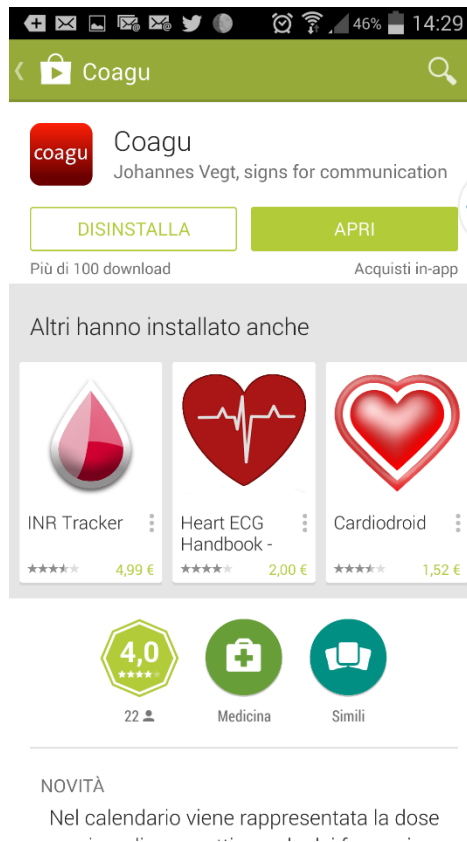 46% 14:29
Coagu
coagu
Coagu
Johannes Vegt, signs for communication
DISINSTALLA APRI
Più di 100 download Acquisti in-app
Altri hanno installato anche
INR Tracker
4,99 €
Heart ECG
Handbook -
2,00 €
Cardiodroid
1,52 €
4,0
22 Medicina Simili
NOVITÀ
Nel calendario viene rappresentata la dose